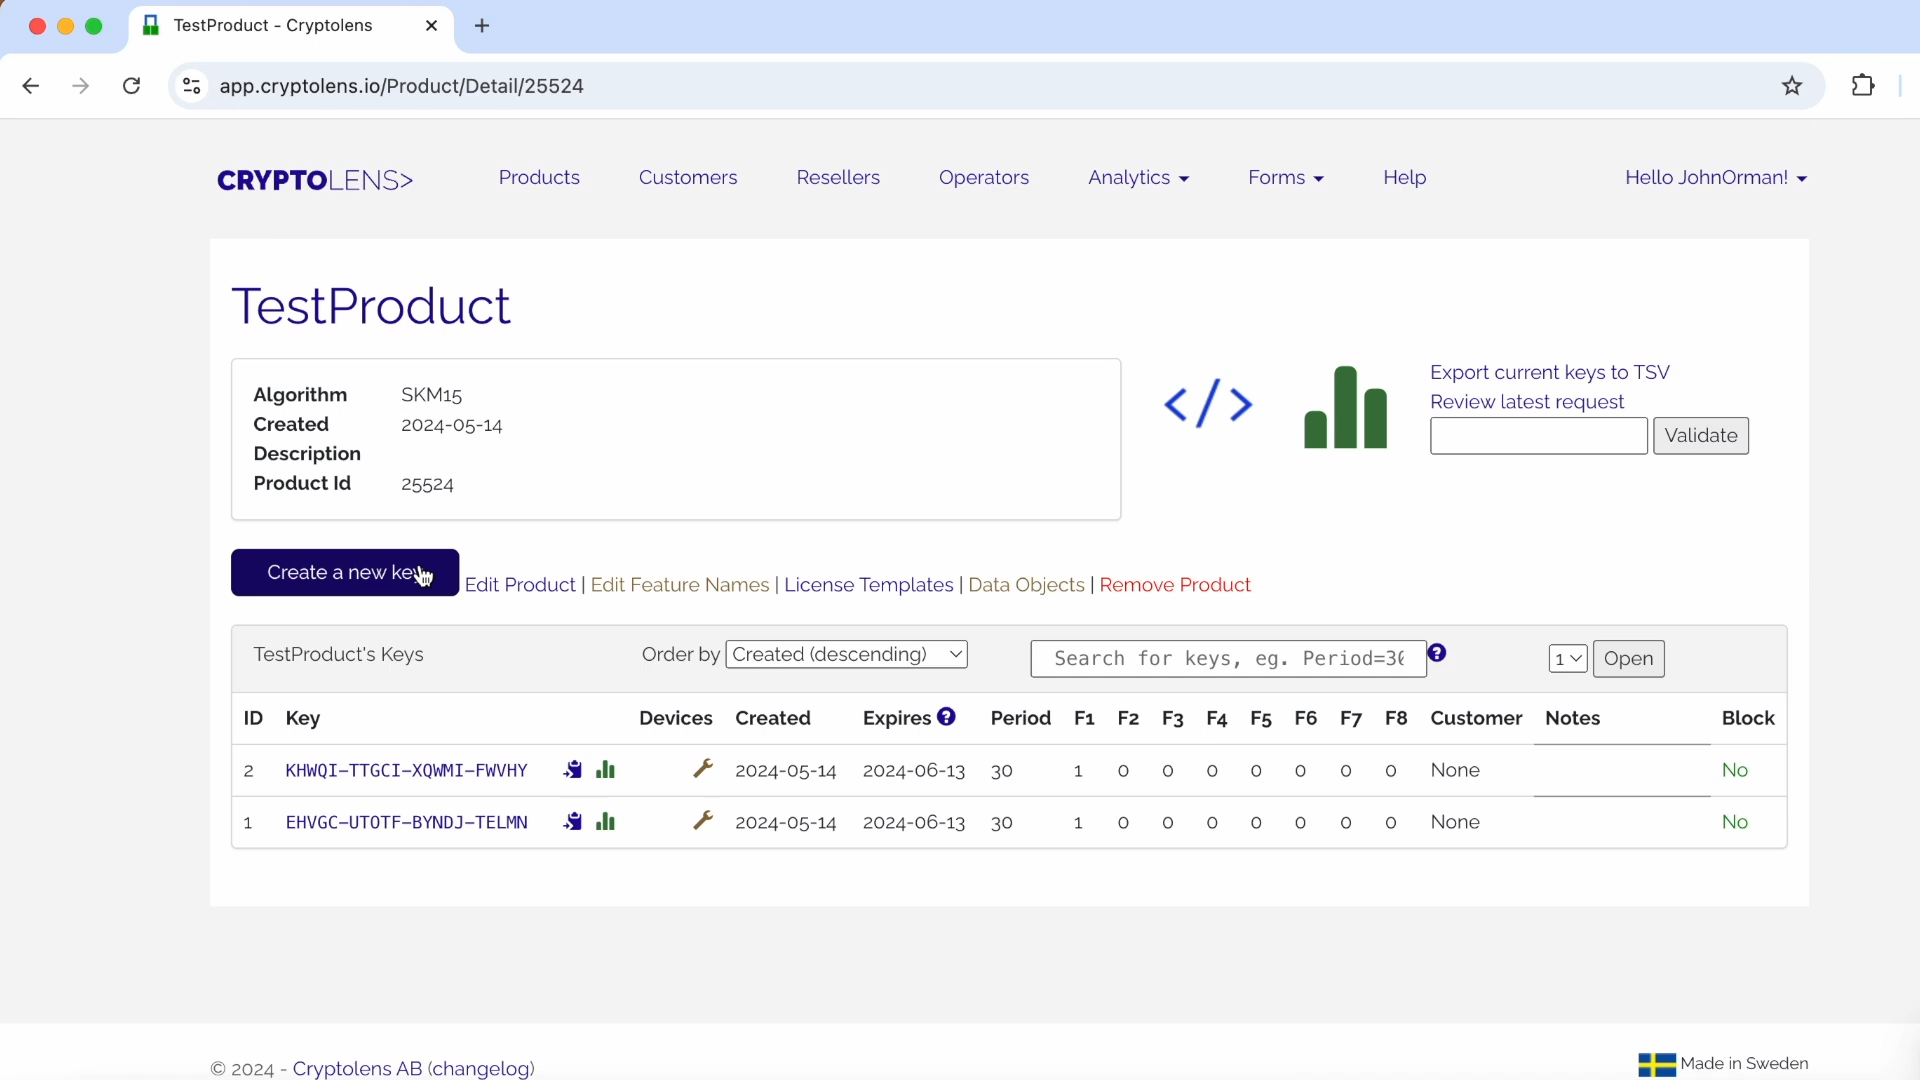 TestProduct - Cryptolens
app.cryptolens.io/Product/Detail/25524
CRYPTOLENS> Products Customers Resellers Operators Analytics Forms Help Hello JohnOrman!
TestProduct
Algorithm SKM15
Created 2024-05-14
Description
Product Id 25524
</>
Export current keys to TSV
Review latest request
Validate
Create a new key Edit Product | Edit Feature Names | License Templates | Data Objects | Remove Product
TestProduct's Keys Order by Created (descending) Search for keys, eg. Period=30 ? 1 Open
ID Key Devices Created Expires ? Period F1 F2 F3 F4 F5 F6 F7 F8 Customer Notes Block
2 KHWQI-TTGCI-XQWMI-FWVHY 2024-05-14 2024-06-13 30 1 0 0 0 0 0 0 0 None No
1 EHVGC-UTOTF-BYNDJ-TELMN 2024-05-14 2024-06-13 30 1 0 0 0 0 0 0 0 None No
© 2024 - Cryptolens AB (changelog) Made in Sweden